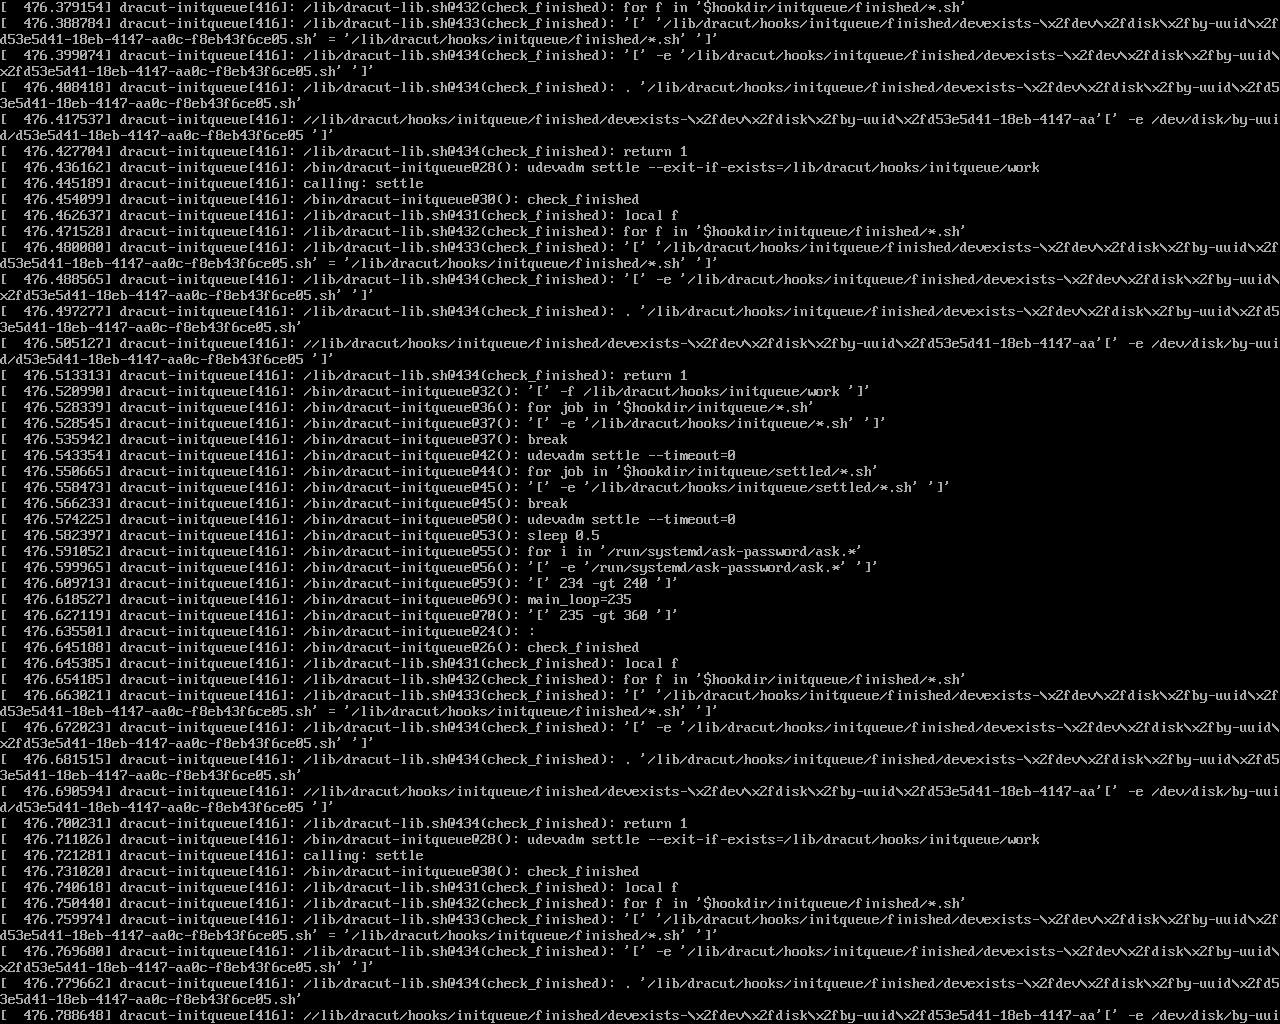 [  476.379154] dracut-initqueue[416]: /lib/dracut-lib.sh@432(check_finished): for f in '$hookdir/initqueue/finished/*.sh'
[  476.388784] dracut-initqueue[416]: /lib/dracut-lib.sh@433(check_finished): '[' '/lib/dracut/hooks/initqueue/finished/devexists-\x2fdev\x2fdisk\x2fby-uuid\x2f
d53e5d41-18eb-4147-aa0c-f8eb43f6ce05.sh' = '/lib/dracut/hooks/initqueue/finished/*.sh' ']'
[  476.399074] dracut-initqueue[416]: /lib/dracut-lib.sh@434(check_finished): '[' -e '/lib/dracut/hooks/initqueue/finished/devexists-\x2fdev\x2fdisk\x2fby-uuid\
x2fd53e5d41-18eb-4147-aa0c-f8eb43f6ce05.sh' ']'
[  476.408418] dracut-initqueue[416]: /lib/dracut-lib.sh@434(check_finished): . '/lib/dracut/hooks/initqueue/finished/devexists-\x2fdev\x2fdisk\x2fby-uuid\x2fd5
3e5d41-18eb-4147-aa0c-f8eb43f6ce05.sh'
[  476.417537] dracut-initqueue[416]: //lib/dracut/hooks/initqueue/finished/devexists-\x2fdev\x2fdisk\x2fby-uuid\x2fd53e5d41-18eb-4147-aa'[' -e /dev/disk/by-uui
d/d53e5d41-18eb-4147-aa0c-f8eb43f6ce05 ']'
[  476.427704] dracut-initqueue[416]: /lib/dracut-lib.sh@434(check_finished): return 1
[  476.436162] dracut-initqueue[416]: /bin/dracut-initqueue@28(): udevadm settle --exit-if-exists=/lib/dracut/hooks/initqueue/work
[  476.445189] dracut-initqueue[416]: calling: settle
[  476.454099] dracut-initqueue[416]: /bin/dracut-initqueue@30(): check_finished
[  476.462637] dracut-initqueue[416]: /lib/dracut-lib.sh@431(check_finished): local f
[  476.471528] dracut-initqueue[416]: /lib/dracut-lib.sh@432(check_finished): for f in '$hookdir/initqueue/finished/*.sh'
[  476.480080] dracut-initqueue[416]: /lib/dracut-lib.sh@433(check_finished): '[' '/lib/dracut/hooks/initqueue/finished/devexists-\x2fdev\x2fdisk\x2fby-uuid\x2f
d53e5d41-18eb-4147-aa0c-f8eb43f6ce05.sh' = '/lib/dracut/hooks/initqueue/finished/*.sh' ']'
[  476.488565] dracut-initqueue[416]: /lib/dracut-lib.sh@434(check_finished): '[' -e '/lib/dracut/hooks/initqueue/finished/devexists-\x2fdev\x2fdisk\x2fby-uuid\
x2fd53e5d41-18eb-4147-aa0c-f8eb43f6ce05.sh' ']'
[  476.497277] dracut-initqueue[416]: /lib/dracut-lib.sh@434(check_finished): . '/lib/dracut/hooks/initqueue/finished/devexists-\x2fdev\x2fdisk\x2fby-uuid\x2fd5
3e5d41-18eb-4147-aa0c-f8eb43f6ce05.sh'
[  476.505127] dracut-initqueue[416]: //lib/dracut/hooks/initqueue/finished/devexists-\x2fdev\x2fdisk\x2fby-uuid\x2fd53e5d41-18eb-4147-aa'[' -e /dev/disk/by-uui
d/d53e5d41-18eb-4147-aa0c-f8eb43f6ce05 ']'
[  476.513313] dracut-initqueue[416]: /lib/dracut-lib.sh@434(check_finished): return 1
[  476.520990] dracut-initqueue[416]: /bin/dracut-initqueue@32(): '[' -f /lib/dracut/hooks/initqueue/work ']'
[  476.528339] dracut-initqueue[416]: /bin/dracut-initqueue@36(): for job in '$hookdir/initqueue/*.sh'
[  476.528545] dracut-initqueue[416]: /bin/dracut-initqueue@37(): '[' -e '/lib/dracut/hooks/initqueue/*.sh' ']'
[  476.535942] dracut-initqueue[416]: /bin/dracut-initqueue@37(): break
[  476.543354] dracut-initqueue[416]: /bin/dracut-initqueue@42(): udevadm settle --timeout=0
[  476.550665] dracut-initqueue[416]: /bin/dracut-initqueue@44(): for job in '$hookdir/initqueue/settled/*.sh'
[  476.558473] dracut-initqueue[416]: /bin/dracut-initqueue@45(): '[' -e '/lib/dracut/hooks/initqueue/settled/*.sh' ']'
[  476.566233] dracut-initqueue[416]: /bin/dracut-initqueue@45(): break
[  476.574225] dracut-initqueue[416]: /bin/dracut-initqueue@50(): udevadm settle --timeout=0
[  476.582397] dracut-initqueue[416]: /bin/dracut-initqueue@53(): sleep 0.5
[  476.591052] dracut-initqueue[416]: /bin/dracut-initqueue@55(): for i in '/run/systemd/ask-password/ask.*'
[  476.599965] dracut-initqueue[416]: /bin/dracut-initqueue@56(): '[' -e '/run/systemd/ask-password/ask.*' ']'
[  476.609713] dracut-initqueue[416]: /bin/dracut-initqueue@59(): '[' 234 -gt 240 ']'
[  476.618527] dracut-initqueue[416]: /bin/dracut-initqueue@69(): main_loop=235
[  476.627119] dracut-initqueue[416]: /bin/dracut-initqueue@70(): '[' 235 -gt 360 ']'
[  476.635501] dracut-initqueue[416]: /bin/dracut-initqueue@24(): :
[  476.645188] dracut-initqueue[416]: /bin/dracut-initqueue@26(): check_finished
[  476.645385] dracut-initqueue[416]: /lib/dracut-lib.sh@431(check_finished): local f
[  476.654185] dracut-initqueue[416]: /lib/dracut-lib.sh@432(check_finished): for f in '$hookdir/initqueue/finished/*.sh'
[  476.663021] dracut-initqueue[416]: /lib/dracut-lib.sh@433(check_finished): '[' '/lib/dracut/hooks/initqueue/finished/devexists-\x2fdev\x2fdisk\x2fby-uuid\x2f
d53e5d41-18eb-4147-aa0c-f8eb43f6ce05.sh' = '/lib/dracut/hooks/initqueue/finished/*.sh' ']'
[  476.672023] dracut-initqueue[416]: /lib/dracut-lib.sh@434(check_finished): '[' -e '/lib/dracut/hooks/initqueue/finished/devexists-\x2fdev\x2fdisk\x2fby-uuid\
x2fd53e5d41-18eb-4147-aa0c-f8eb43f6ce05.sh' ']'
[  476.681515] dracut-initqueue[416]: /lib/dracut-lib.sh@434(check_finished): . '/lib/dracut/hooks/initqueue/finished/devexists-\x2fdev\x2fdisk\x2fby-uuid\x2fd5
3e5d41-18eb-4147-aa0c-f8eb43f6ce05.sh'
[  476.690594] dracut-initqueue[416]: //lib/dracut/hooks/initqueue/finished/devexists-\x2fdev\x2fdisk\x2fby-uuid\x2fd53e5d41-18eb-4147-aa'[' -e /dev/disk/by-uui
d/d53e5d41-18eb-4147-aa0c-f8eb43f6ce05 ']'
[  476.700231] dracut-initqueue[416]: /lib/dracut-lib.sh@434(check_finished): return 1
[  476.711026] dracut-initqueue[416]: /bin/dracut-initqueue@28(): udevadm settle --exit-if-exists=/lib/dracut/hooks/initqueue/work
[  476.721281] dracut-initqueue[416]: calling: settle
[  476.731020] dracut-initqueue[416]: /bin/dracut-initqueue@30(): check_finished
[  476.740618] dracut-initqueue[416]: /lib/dracut-lib.sh@431(check_finished): local f
[  476.750440] dracut-initqueue[416]: /lib/dracut-lib.sh@432(check_finished): for f in '$hookdir/initqueue/finished/*.sh'
[  476.759974] dracut-initqueue[416]: /lib/dracut-lib.sh@433(check_finished): '[' '/lib/dracut/hooks/initqueue/finished/devexists-\x2fdev\x2fdisk\x2fby-uuid\x2f
d53e5d41-18eb-4147-aa0c-f8eb43f6ce05.sh' = '/lib/dracut/hooks/initqueue/finished/*.sh' ']'
[  476.769680] dracut-initqueue[416]: /lib/dracut-lib.sh@434(check_finished): '[' -e '/lib/dracut/hooks/initqueue/finished/devexists-\x2fdev\x2fdisk\x2fby-uuid\
x2fd53e5d41-18eb-4147-aa0c-f8eb43f6ce05.sh' ']'
[  476.779662] dracut-initqueue[416]: /lib/dracut-lib.sh@434(check_finished): . '/lib/dracut/hooks/initqueue/finished/devexists-\x2fdev\x2fdisk\x2fby-uuid\x2fd5
3e5d41-18eb-4147-aa0c-f8eb43f6ce05.sh'
[  476.788648] dracut-initqueue[416]: //lib/dracut/hooks/initqueue/finished/devexists-\x2fdev\x2fdisk\x2fby-uuid\x2fd53e5d41-18eb-4147-aa'[' -e /dev/disk/by-uui